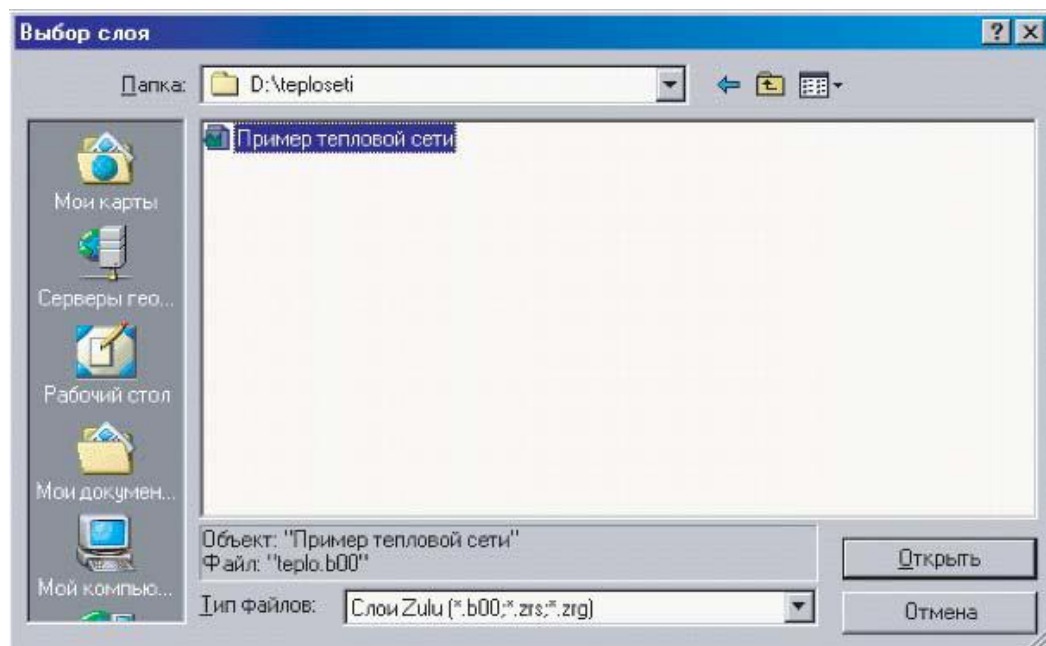 Выбор слоя
Папка: D:\teploseti
Пример тепловой сети
Мои карты
Серверы гео...
Рабочий стол
Мои докумен...
Мой компью...
Объект: "Пример тепловой сети"
Файл: "teplo.b00"
Тип файлов: Слои Zulu (*.b00;*.zrs;*.zrg)
Открыть
Отмена